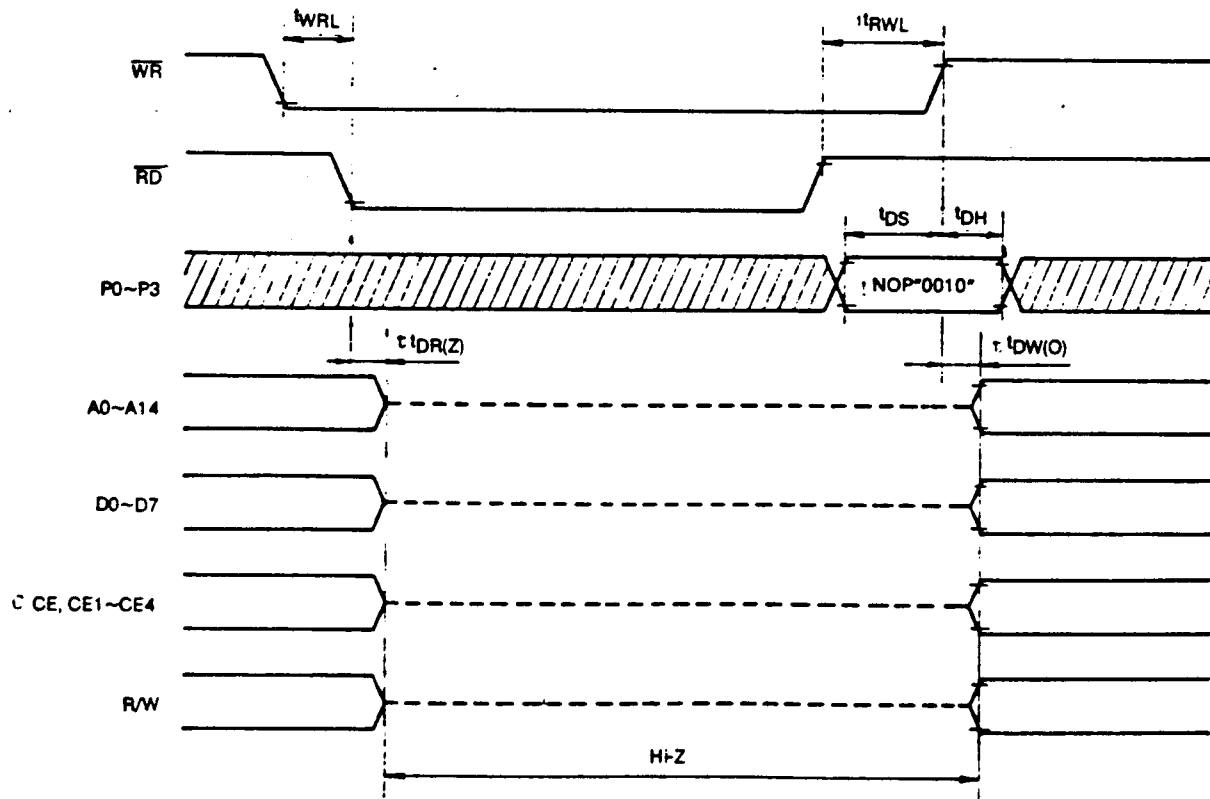 tWRL
tRWL
WR
RD
tDS
tDH
P0~P3
NOP"0010"
tDR(Z)
tDW(O)
A0~A14
D0~D7
CE, CE1~CE4
R/W
Hi-Z